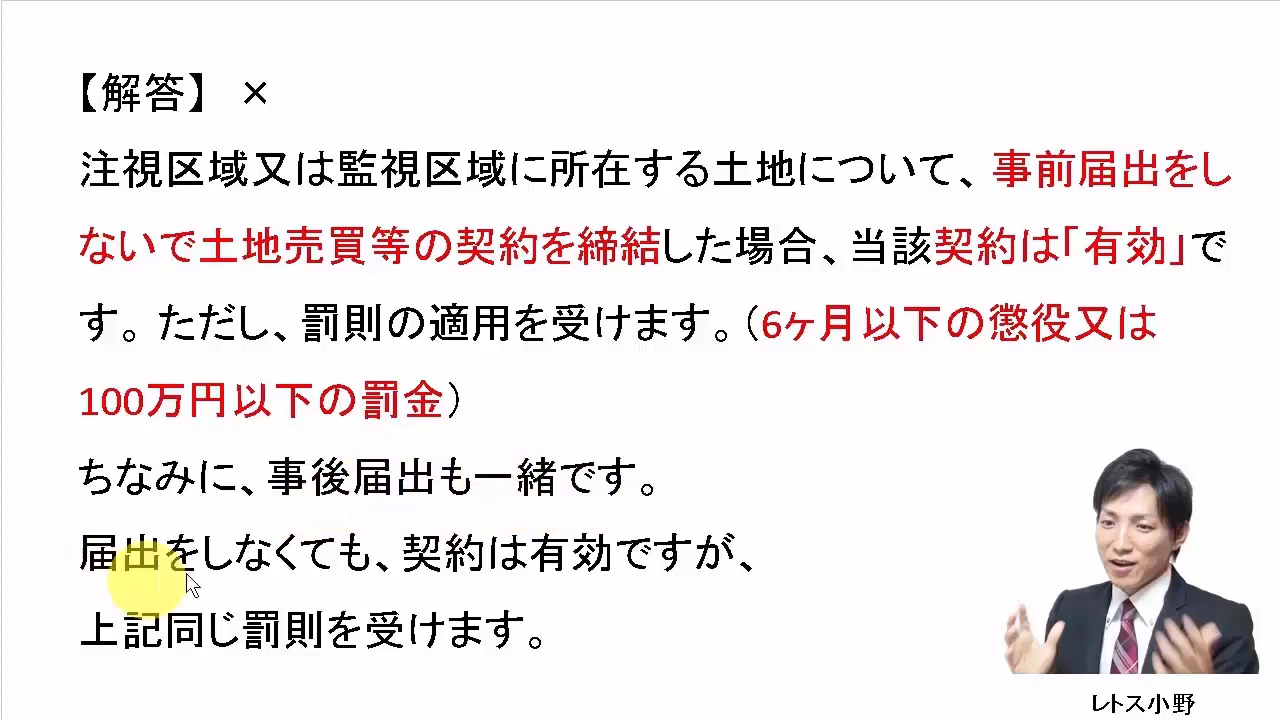 【解答】 ×
注視区域又は監視区域に所在する土地について、事前届出をし
ないで土地売買等の契約を締結した場合、当該契約は「有効」で
す。ただし、罰則の適用を受けます。（6ヶ月以下の懲役又は
100万円以下の罰金）
ちなみに、事後届出も一緒です。
届出をしなくても、契約は有効ですが、
上記同じ罰則を受けます。
レトス小野